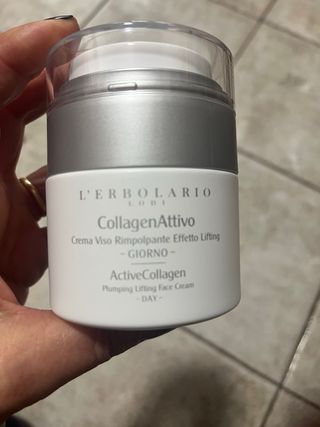 L'ERBOLARIO
LODI
CollagenAttivo
Crema Viso Rimpolpante Effetto Lifting
- GIORNO -
ActiveCollagen
Plumping Lifting Face Cream
- DAY -